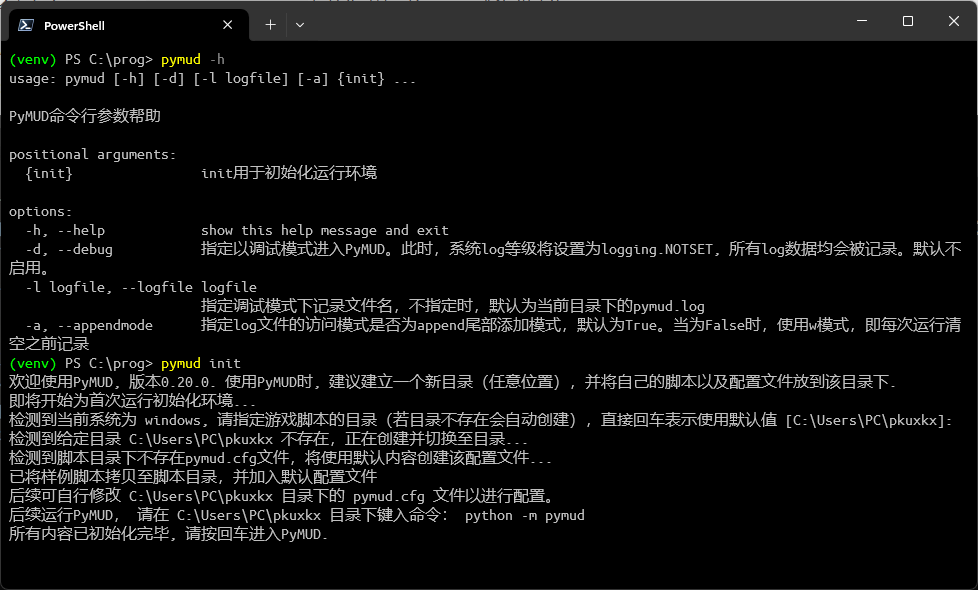 PowerShell
(venv) PS C:\prog> pymud -h
usage: pymud [-h] [-d] [-l logfile] [-a] {init} ...
PyMUD命令行参数帮助
positional arguments:
{init} init用于初始化运行环境
options:
-h, --help show this help message and exit
-d, --debug 指定以调试模式进入PyMUD。此时，系统log等级将设置为logging.NOTSET, 所有log数据均会被记录。默认不
启用。
-l logfile, --logfile logfile
指定调试模式下记录文件名，不指定时，默认为当前目录下的pymud.log
-a, --appendmode 指定log文件的访问模式是否为append尾部添加模式，默认为True。当为False时，使用w模式，即每次运行清
空之前记录
(venv) PS C:\prog> pymud init
欢迎使用PyMUD, 版本0.20.0. 使用PyMUD时, 建议建立一个新目录（任意位置）, 并将自己的脚本以及配置文件放到该目录下.
即将开始为首次运行初始化环境...
检测到当前系统为 windows, 请指定游戏脚本的目录（若目录不存在会自动创建）, 直接回车表示使用默认值 [C:\Users\PC\pkuxkx]:
检测到给定目录 C:\Users\PC\pkuxkx 不存在, 正在创建并切换至目录...
检测到脚本目录下不存在pymud.cfg文件, 将使用默认内容创建该配置文件...
已将样例脚本拷贝至脚本目录, 并加入默认配置文件
后续可自行修改 C:\Users\PC\pkuxkx 目录下的 pymud.cfg 文件以进行配置。
后续运行PyMUD, 请在 C:\Users\PC\pkuxkx 目录下键入命令： python -m pymud
所有内容已初始化完毕, 请按回车进入PyMUD.